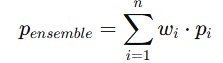 p_{ensemble} = \sum_{i=1}^{n} w_i \cdot p_i